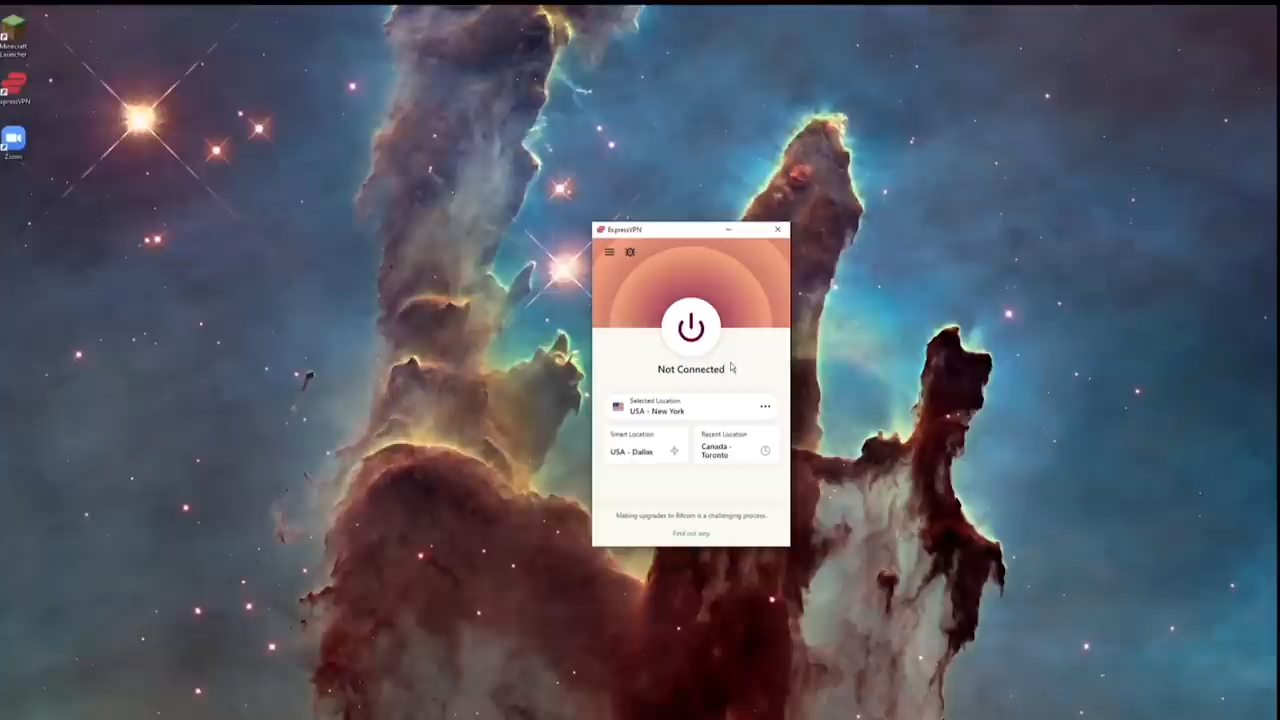 Minecraft
Launcher
xpressVPN
Zoom
ExpressVPN
Not Connected
Selected Location
USA - New York
Smart Location
USA - Dallas
Recent Location
Canada -
Toronto
Making upgrades to Bitcoin is a challenging process.
Find out why